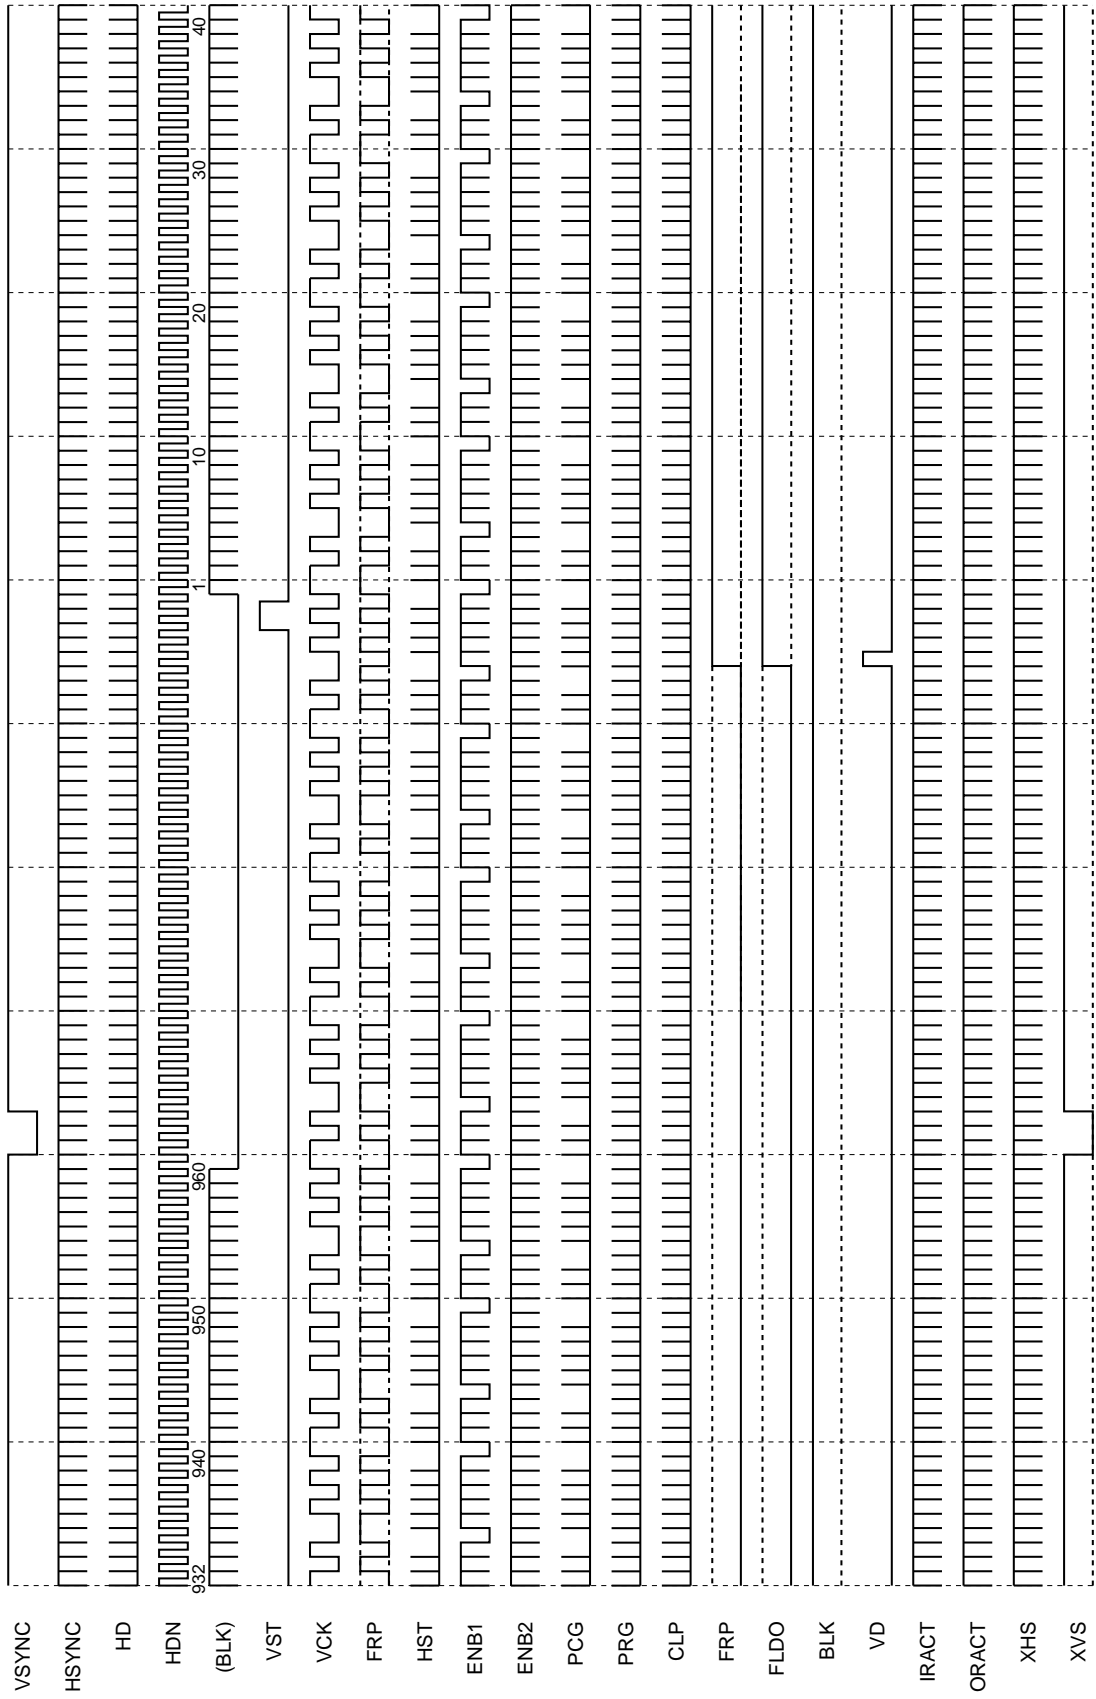 VSYNC
HSYNC
HD
HDN
(BLK)
932
940
950
960
1
10
20
30
40
VST
VCK
FRP
HST
ENB1
ENB2
PCG
PRG
CLP
FRP
FLDO
BLK
VD
IRACT
ORACT
XHS
XVS